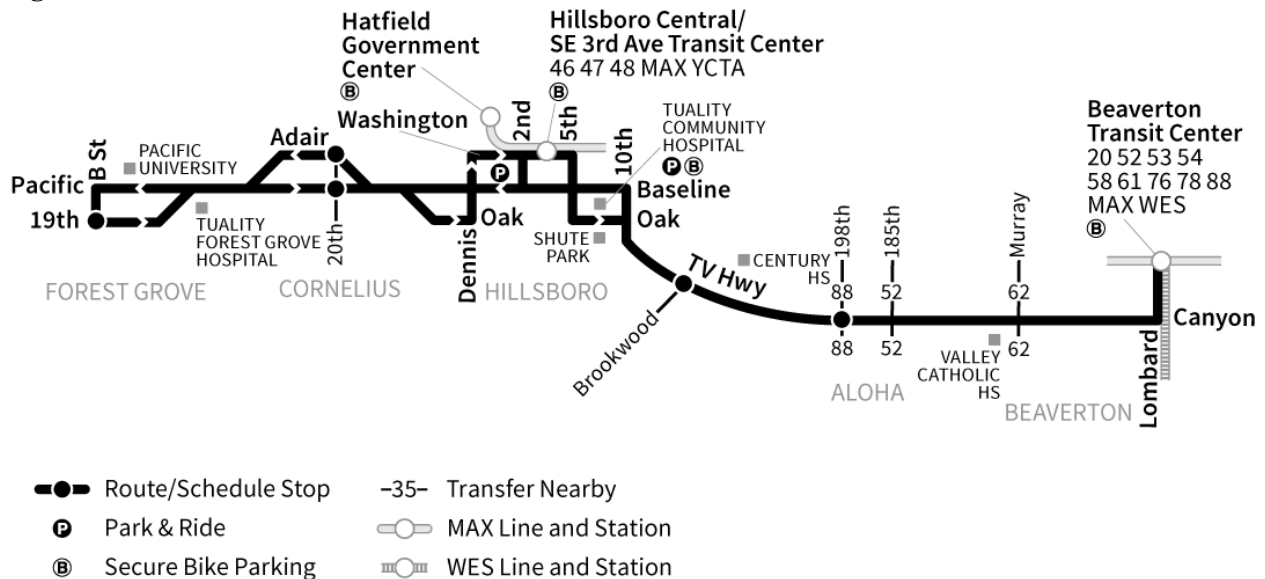 Hatfield
Government
Center
B
Hillsboro Central/
SE 3rd Ave Transit Center
46 47 48 MAX YCTA
B
Washington
2nd
5th
10th
TUALITY
COMMUNITY
HOSPITAL
P B
Beaverton
Transit Center
20 52 53 54
58 61 76 78 88
MAX WES
B
Adair
B St
PACIFIC
UNIVERSITY
Pacific
19th
P
Baseline
Oak
Oak
TUALITY
FOREST GROVE
HOSPITAL
20th
Dennis
SHUTE
PARK
FOREST GROVE
CORNELIUS
HILLSBORO
TV Hwy
Brookwood
CENTURY
HS
198th
185th
Murray
88
52
62
88
52
62
VALLEY
CATHOLIC
HS
Canyon
Lombard
ALOHA
BEAVERTON
Route/Schedule Stop
–35– Transfer Nearby
P Park & Ride
MAX Line and Station
B Secure Bike Parking
WES Line and Station